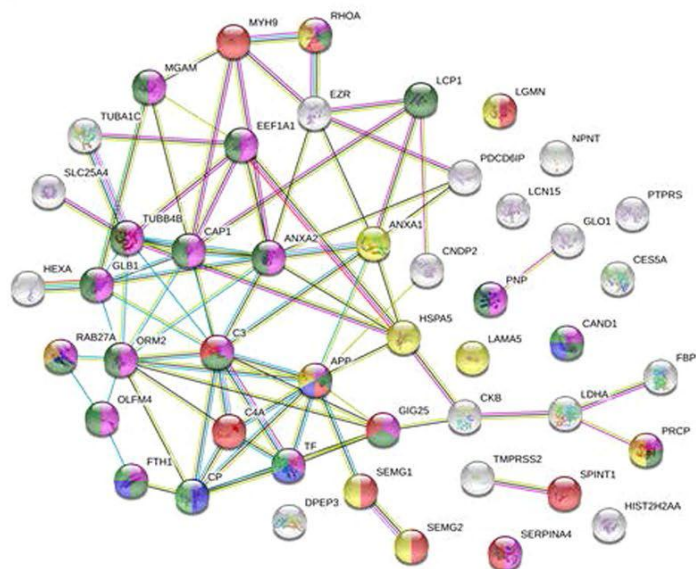 MYH9
RHOA
MGAM
EZR
LCP1
LGMN
TUBA1C
EEF1A1
NPNT
PDCD6IP
SLC25A4
LCN15
PTPRS
TUBB4B
CAP1
ANXA2
ANXA1
GLO1
CNDP2
HEXA
GLB1
CES5A
PNP
HSPA5
RAB27A
ORM2
C3
LAMA5
CAND1
APP
FBP
OLFM4
C4A
GIG25
CKB
LDHA
FTH1
CP
TF
PRCP
SEMG1
TMPRSS2
SPINT1
DPEP3
SEMG2
SERPINA4
HIST2H2AA